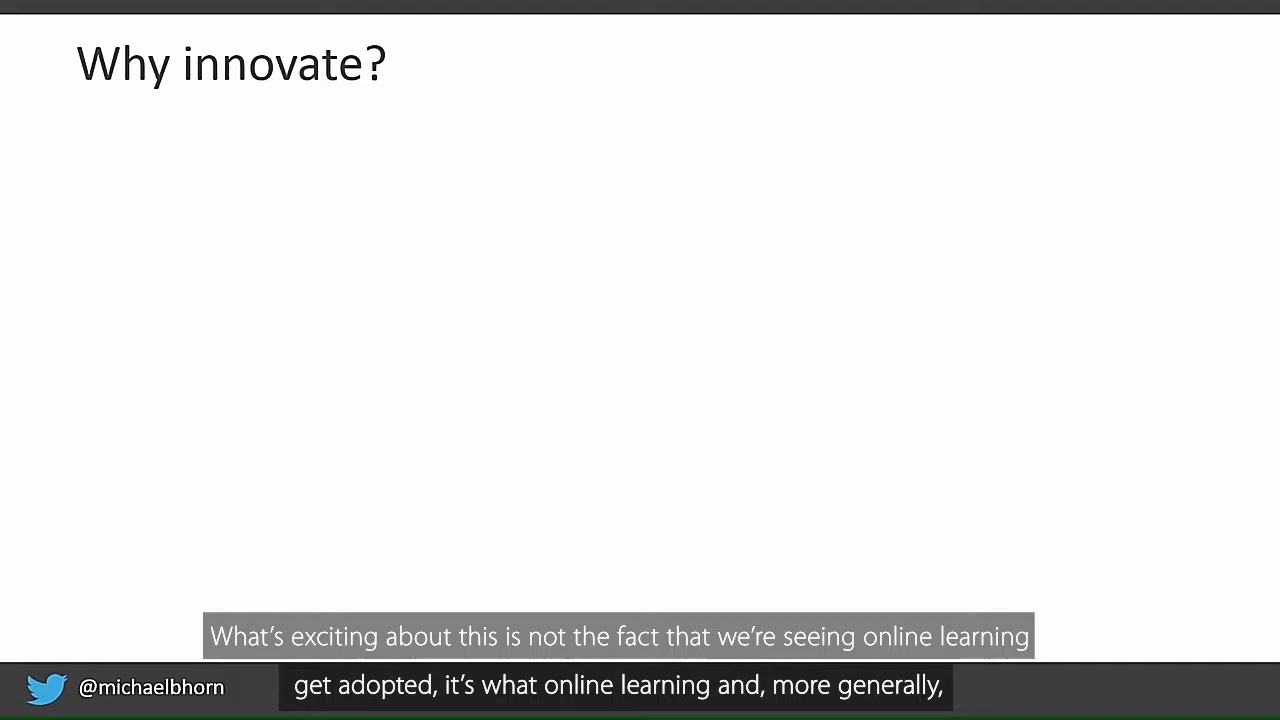 Why innovate?
What’s exciting about this is not the fact that we’re seeing online learning
get adopted, it’s what online learning and, more generally,
@michaelbhorn